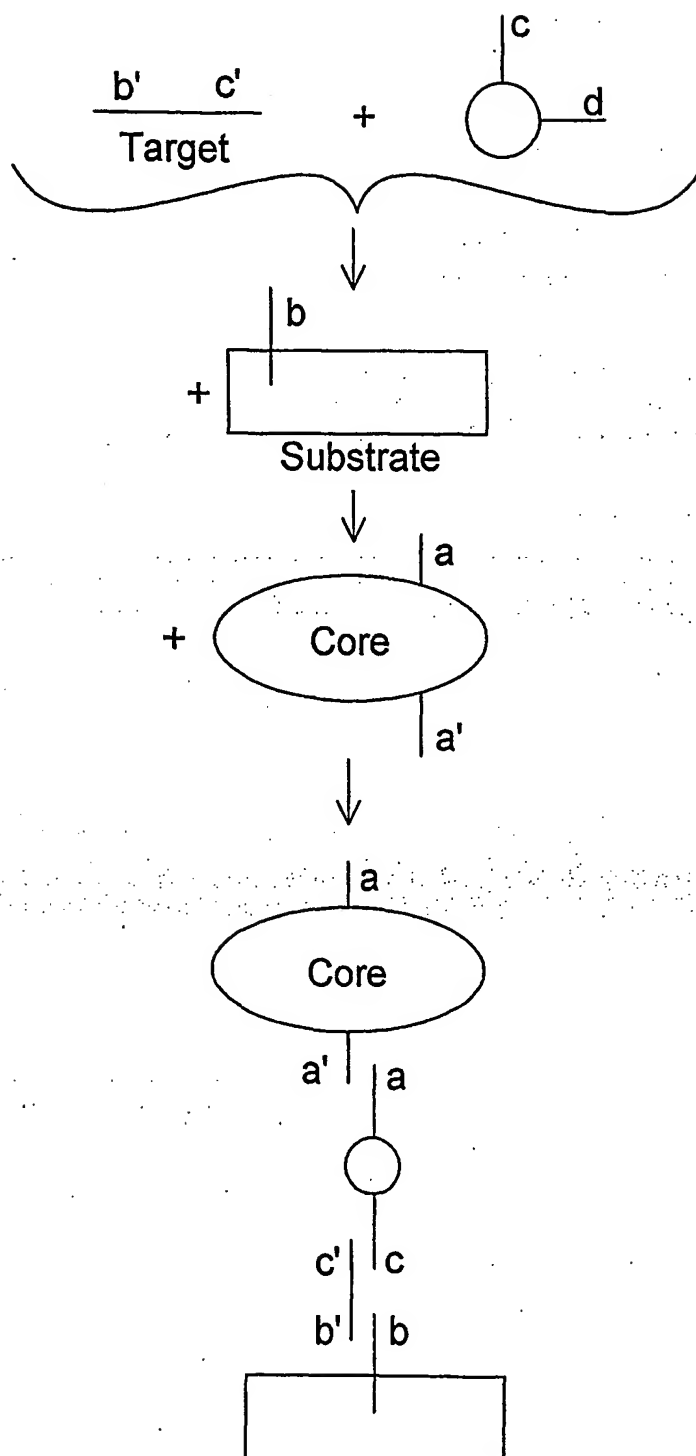 c
b' c'
+ d
Target
b
+
Substrate
a
+ Core
a'
a
Core
a' a
c' c
b' b